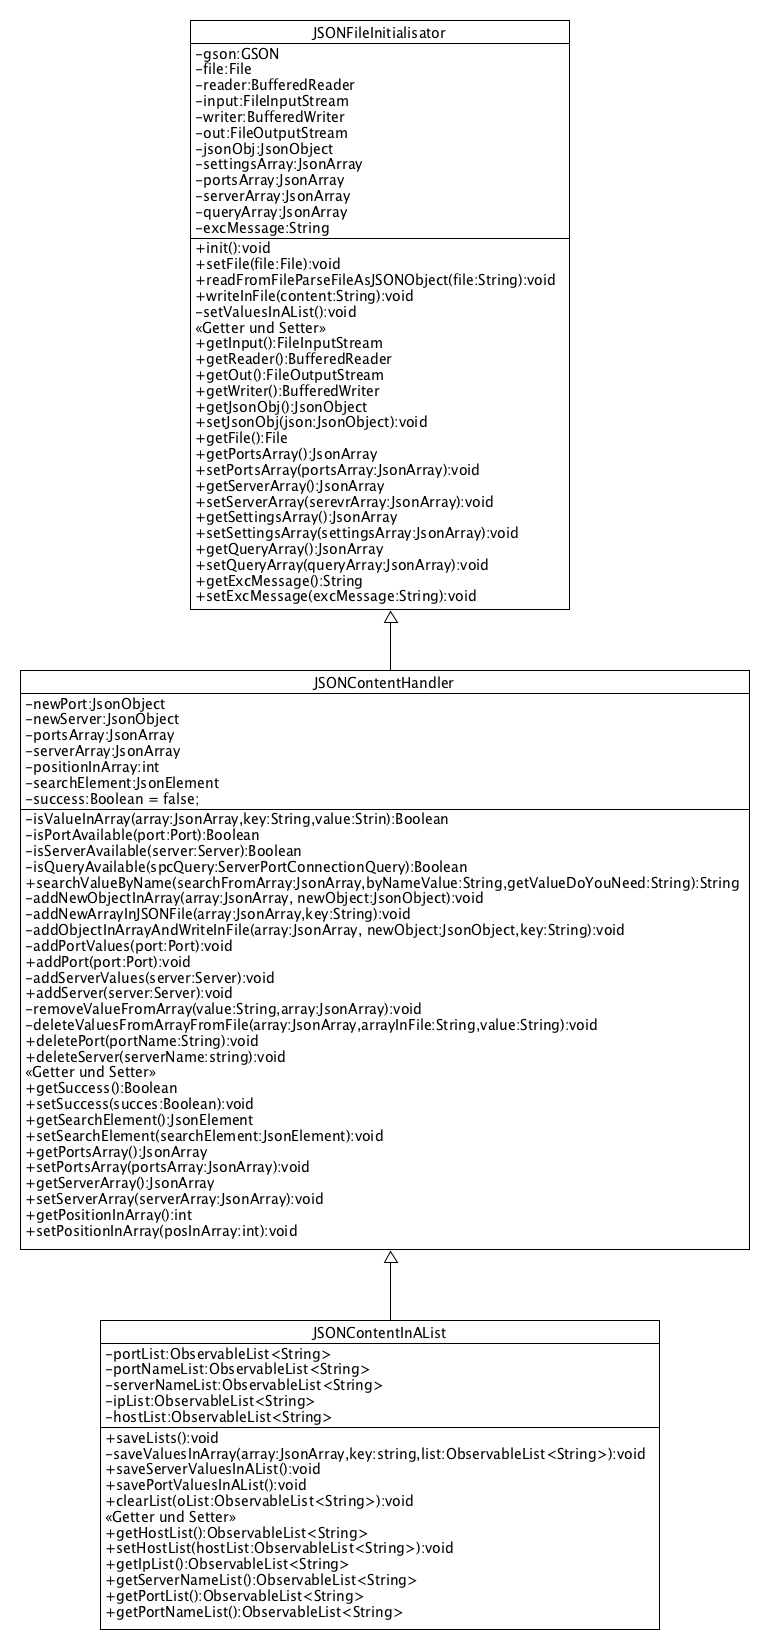 JSONFileInitialisator
-gson:GSON
-file:File
-reader:BufferedReader
-input:FileInputStream
-writer:BufferedWriter
-out:FileOutputStream
-jsonObj:JsonObject
-settingsArray:JsonArray
-portsArray:JsonArray
-serverArray:JsonArray
-queryArray:JsonArray
-excMessage:String
+init():void
+setFile(file:File):void
+readFromFileParseFileAsJSONObject(file:String):void
+writeInFile(content:String):void
-setValuesInAList():void
«Getter und Setter»
+getInput():FileInputStream
+getReader():BufferedReader
+getOut():FileOutputStream
+getWriter():BufferedWriter
+getJsonObj():JsonObject
+setJsonObj(json:JsonObject):void
+getFile():File
+getPortsArray():JsonArray
+setPortsArray(portsArray:JsonArray):void
+getServerArray():JsonArray
+setServerArray(serevrArray:JsonArray):void
+getSettingsArray():JsonArray
+setSettingsArray(settingsArray:JsonArray):void
+getQueryArray():JsonArray
+setQueryArray(queryArray:JsonArray):void
+getExcMessage():String
+setExcMessage(excMessage:String):void
JSONContentHandler
-newPort:JsonObject
-newServer:JsonObject
-portsArray:JsonArray
-serverArray:JsonArray
-positionInArray:int
-searchElement:JsonElement
-success:Boolean = false;
-isValueInArray(array:JsonArray,key:String,value:Strin):Boolean
-isPortAvailable(port:Port):Boolean
-isServerAvailable(server:Server):Boolean
-isQueryAvailable(spcQuery:ServerPortConnectionQuery):Boolean
+searchValueByName(searchFromArray:JsonArray,byNameValue:String,getValueDoYouNeed:String):String
-addNewObjectInArray(array:JsonArray, newObject:JsonObject):void
-addNewArrayInJSONFile(array:JsonArray,key:String):void
-addObjectInArrayAndWriteInFile(array:JsonArray, newObject:JsonObject,key:String):void
-addPortValues(port:Port):void
+addPort(port:Port):void
-addServerValues(server:Server):void
+addServer(server:Server):void
-removeValueFromArray(value:String,array:JsonArray):void
-deleteValuesFromArrayFromFile(array:JsonArray,arrayInFile:String,value:String):void
+deletePort(portName:String):void
+deleteServer(serverName:string):void
«Getter und Setter»
+getSuccess():Boolean
+setSuccess(succes:Boolean):void
+getSearchElement():JsonElement
+setSearchElement(searchElement:JsonElement):void
+getPortsArray():JsonArray
+setPortsArray(portsArray:JsonArray):void
+getServerArray():JsonArray
+setServerArray(serverArray:JsonArray):void
+getPositionInArray():int
+setPositionInArray(posInArray:int):void
JSONContentInAList
-portList:ObservableList<String>
-portNameList:ObservableList<String>
-serverNameList:ObservableList<String>
-ipList:ObservableList<String>
-hostList:ObservableList<String>
+saveLists():void
-saveValuesInArray(array:JsonArray,key:string,list:ObservableList<String>):void
+saveServerValuesInAList():void
+savePortValuesInAList():void
+clearList(oList:ObservableList<String>):void
«Getter und Setter»
+getHostList():ObservableList<String>
+setHostList(hostList:ObservableList<String>):void
+getIpList():ObservableList<String>
+getServerNameList():ObservableList<String>
+getPortList():ObservableList<String>
+getPortNameList():ObservableList<String>